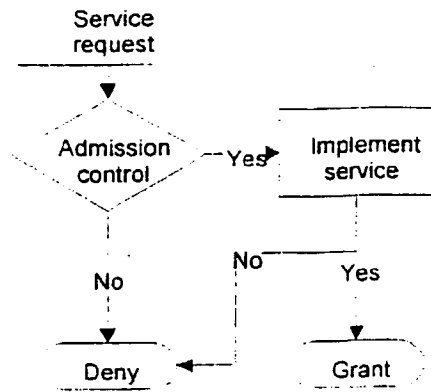 Service
request
Admission
control
Yes
Implement
service
No
No
Yes
Deny
Grant